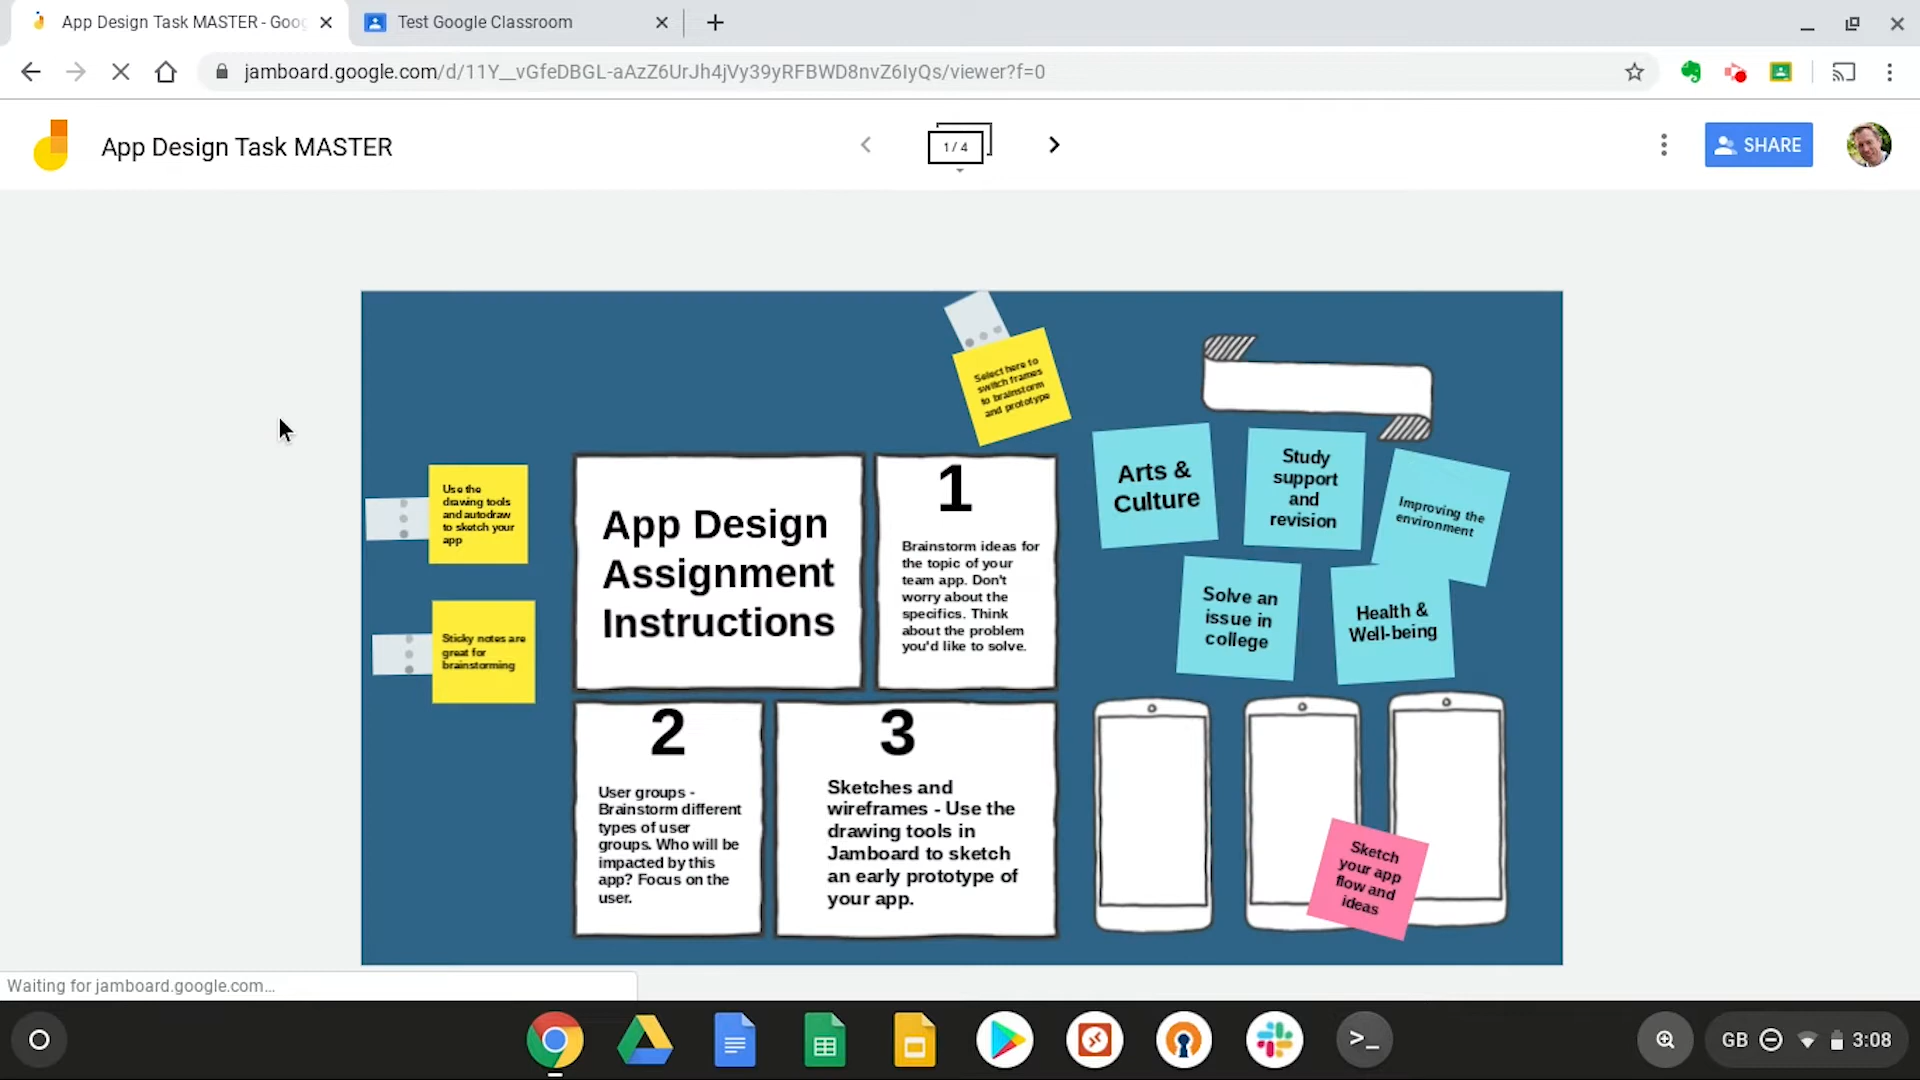 App Design Task MASTER - Goog
Test Google Classroom
jamboard.google.com/d/11Y__vGfeDBGL-aAzZ6UrJh4jVy39yRFBWD8nvZ6IyQs/viewer?f=0
App Design Task MASTER
1 / 4
SHARE
Select here to
switch frames
to brainstorm
and prototype
Use the
drawing tools
and autodraw
to sketch your
app
Sticky notes are
great for
brainstorming
App Design
Assignment
Instructions
1
Brainstorm ideas for
the topic of your
team app. Don't
worry about the
specifics. Think
about the problem
you'd like to solve.
Arts &
Culture
Study
support
and
revision
Improving the
environment
Solve an
issue in
college
Health &
Well-being
2
User groups -
Brainstorm different
types of user
groups. Who will be
impacted by this
app? Focus on the
user.
3
Sketches and
wireframes - Use the
drawing tools in
Jamboard to sketch
an early prototype of
your app.
Sketch
your app
flow and
ideas
Waiting for jamboard.google.com...
GB
3:08